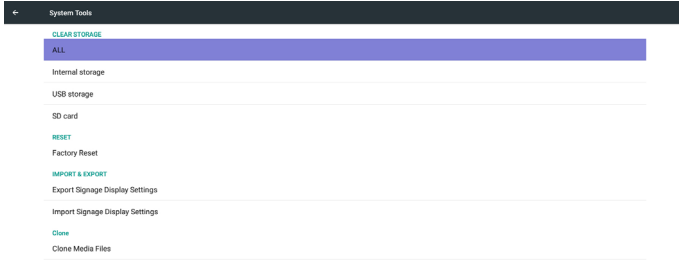 System Tools
CLEAR STORAGE
ALL
Internal storage
USB storage
SD card
RESET
Factory Reset
IMPORT & EXPORT
Export Signage Display Settings
Import Signage Display Settings
Clone
Clone Media Files